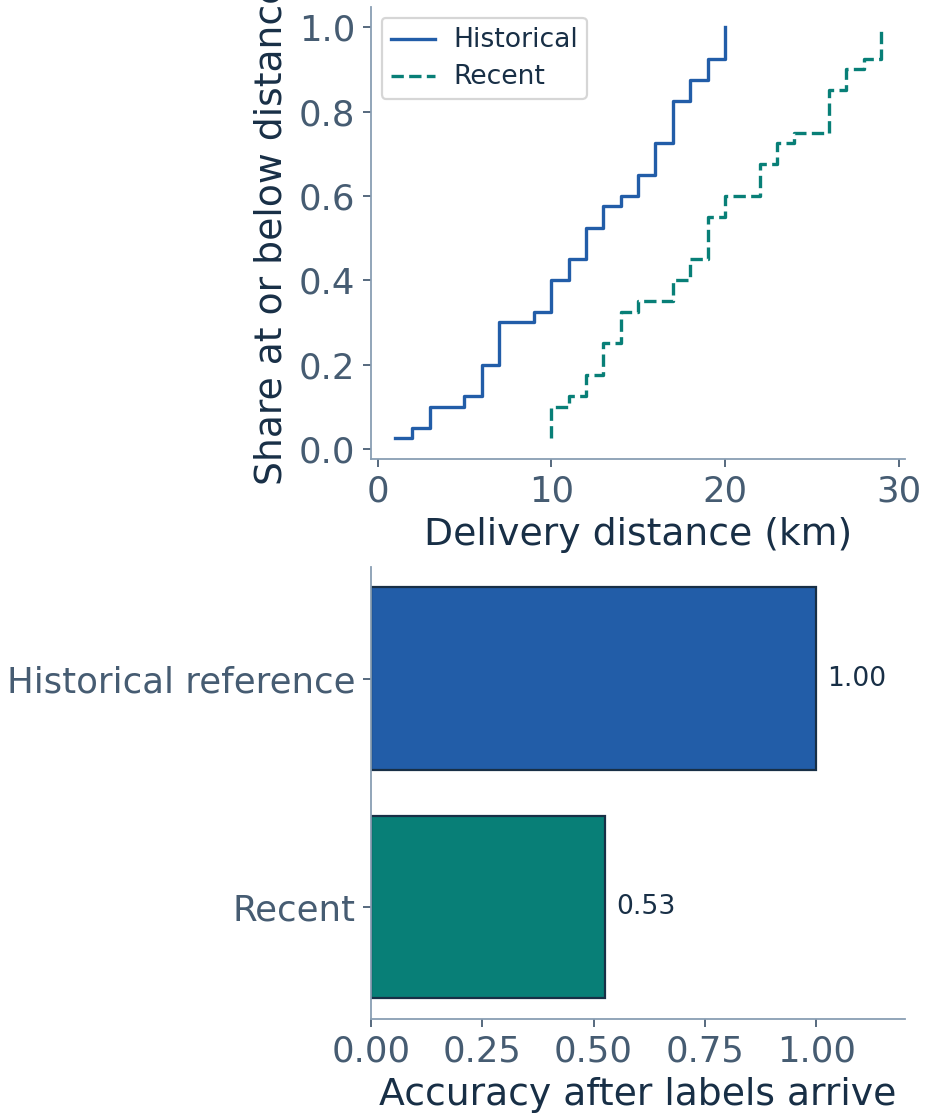 Share at or below distance
1.0
0.8
0.6
0.4
0.2
0.0
Historical
Recent
0 10 20 30
Delivery distance (km)
Historical reference
1.00
Recent
0.53
0.00 0.25 0.50 0.75 1.00
Accuracy after labels arrive